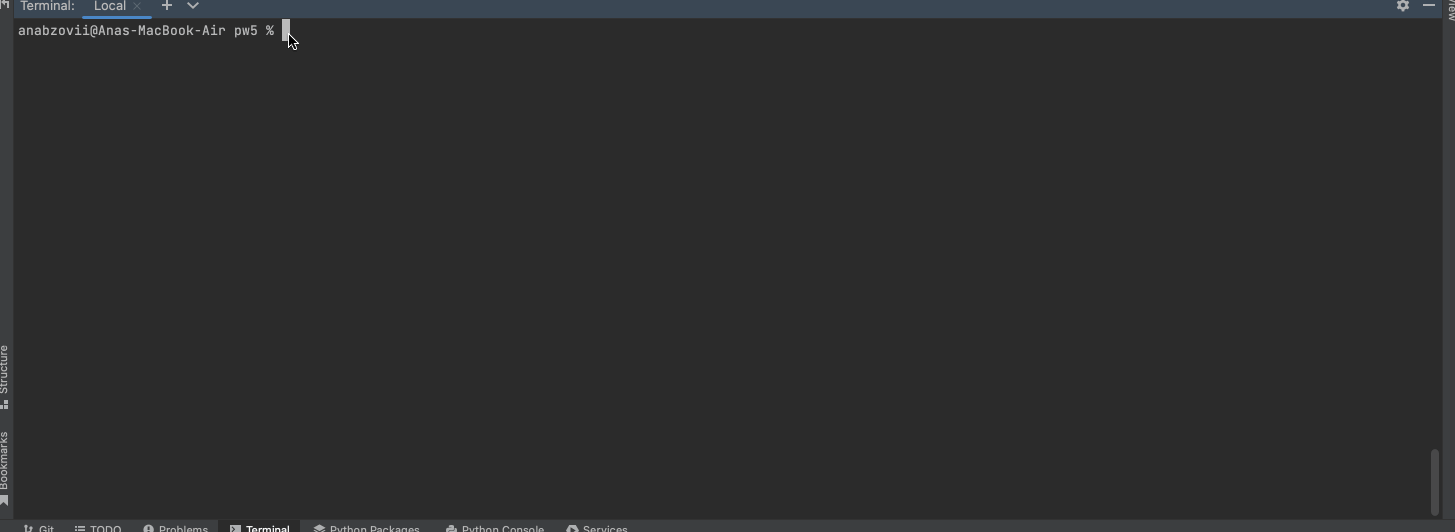 Terminal: Local
anabzovii@Anas-MacBook-Air pw5 %
Structure
Bookmarks
Git TODO Problems Terminal Python Packages Python Console Services